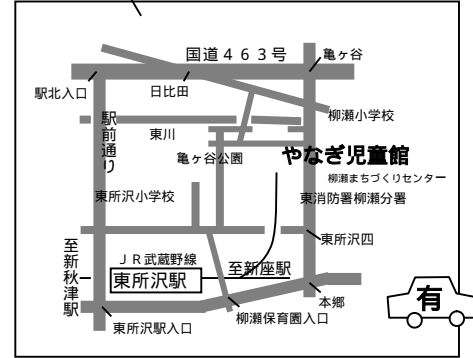 国道４６３号
亀ヶ谷
駅北入口
日比田
駅前通り
東川
柳瀬小学校
亀ヶ谷公園
やなぎ児童館
柳瀬まちづくりセンター
東所沢小学校
東消防署柳瀬分署
東所沢四
至新秋津駅
ＪＲ武蔵野線
東所沢駅
至新座駅
有
本郷
柳瀬保育園入口
東所沢駅入口